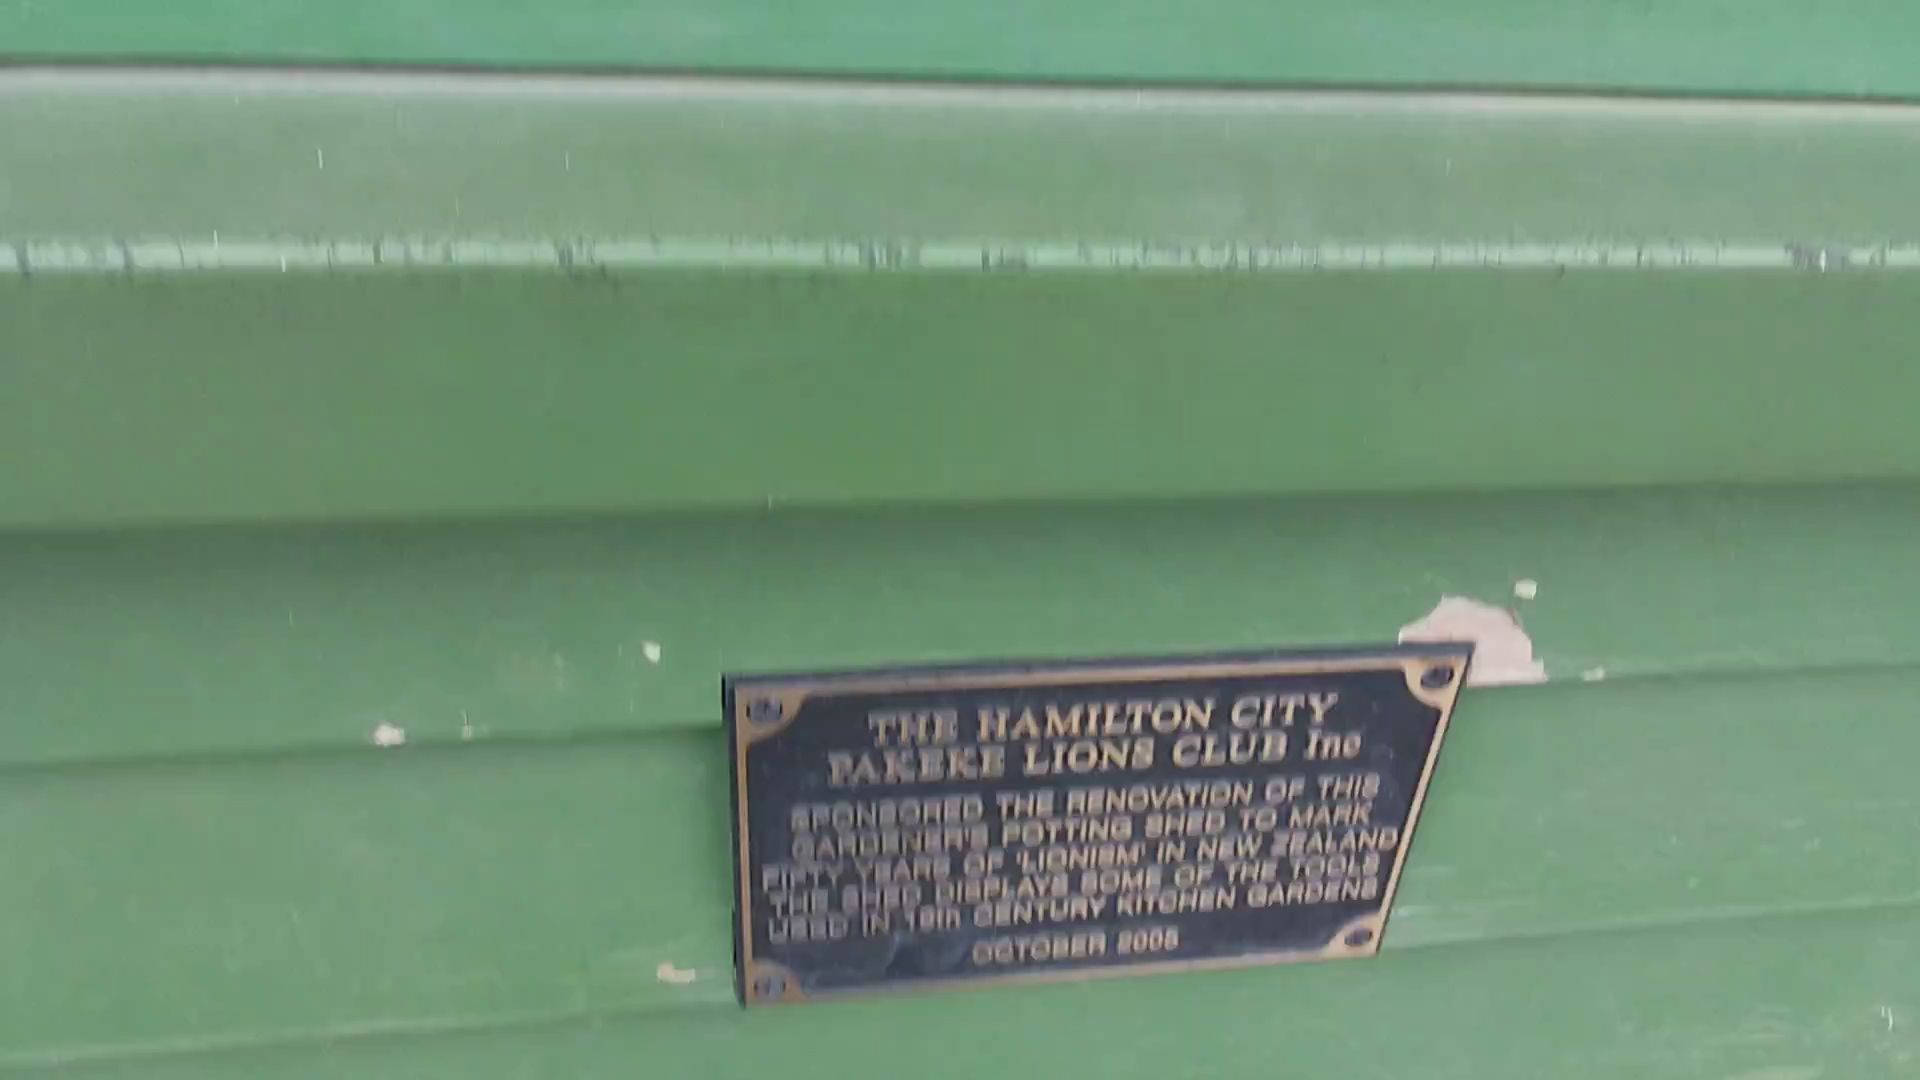 THE HAMILTON CITY
PAKEKE LIONS CLUB Inc
SPONSORED THE RENOVATION OF THIS
GARDENER'S POTTING SHED TO MARK
FIFTY YEARS OF 'LIONISM' IN NEW ZEALAND
THE SHED DISPLAYS SOME OF THE TOOLS
USED IN CENTURY KITCHEN GARDENS
OCTOBER